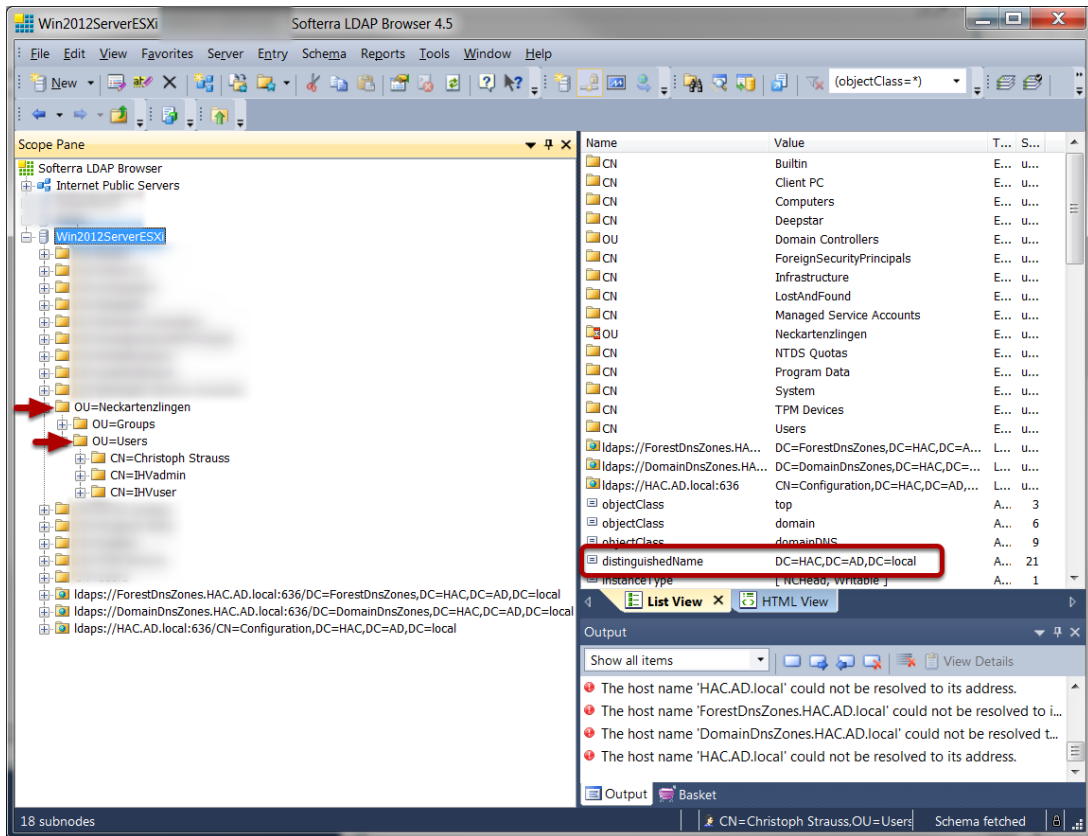 Win2012ServerESXi Softerra LDAP Browser 4.5
File Edit View Favorites Server Entry Schema Reports Tools Window Help
New (objectClass=*)
Scope Pane
Softerra LDAP Browser
Internet Public Servers
Win2012ServerESXi
OU=Neckartenzlingen
OU=Groups
OU=Users
CN=Christoph Strauss
CN=IHVadmin
CN=IHVuser
ldaps://ForestDnsZones.HAC.AD.local:636/DC=ForestDnsZones,DC=HAC,DC=AD,DC=local
ldaps://DomainDnsZones.HAC.AD.local:636/DC=DomainDnsZones,DC=HAC,DC=AD,DC=local
ldaps://HAC.AD.local:636/CN=Configuration,DC=HAC,DC=AD,DC=local
Name Value T... S...
CN Builtin E... u...
CN Client PC E... u...
CN Computers E... u...
CN Deepstar E... u...
OU Domain Controllers E... u...
CN ForeignSecurityPrincipals E... u...
CN Infrastructure E... u...
CN LostAndFound E... u...
CN Managed Service Accounts E... u...
OU Neckartenzlingen E... u...
CN NTDS Quotas E... u...
CN Program Data E... u...
CN System E... u...
CN TPM Devices E... u...
CN Users E... u...
ldaps://ForestDnsZones.HA... DC=ForestDnsZones,DC=HAC,DC=A... L... u...
ldaps://DomainDnsZones.HA... DC=DomainDnsZones,DC=HAC,DC=... L... u...
ldaps://HAC.AD.local:636 CN=Configuration,DC=HAC,DC=AD,... L... u...
objectClass top A... 3
objectClass domain A... 6
objectClass domainDNS A... 9
distinguishedName DC=HAC,DC=AD,DC=local A... 21
instanceType [ NCHead, Writable ] A... 1
List View HTML View
Output
Show all items View Details
The host name 'HAC.AD.local' could not be resolved to its address.
The host name 'ForestDnsZones.HAC.AD.local' could not be resolved to i...
The host name 'DomainDnsZones.HAC.AD.local' could not be resolved t...
The host name 'HAC.AD.local' could not be resolved to its address.
Output Basket
18 subnodes CN=Christoph Strauss,OU=Users Schema fetched